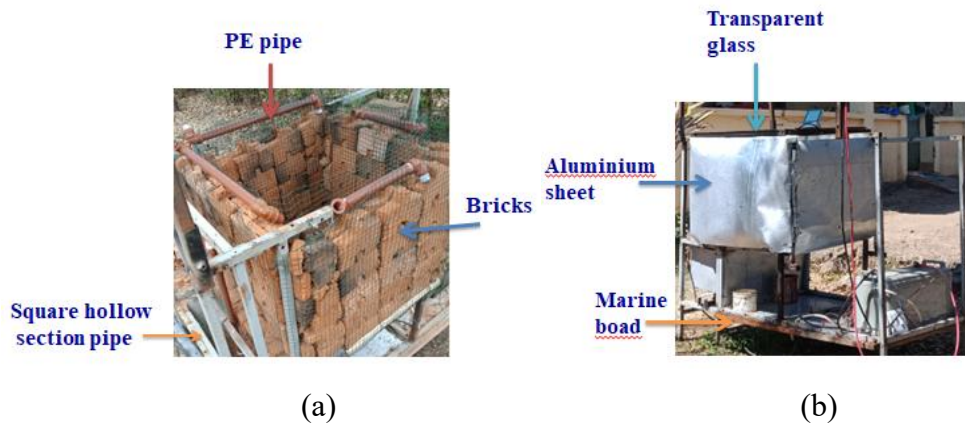 PE pipe
Bricks
Square hollow
section pipe
(a)
Transparent
glass
Aluminium
sheet
Marine
boad
(b)